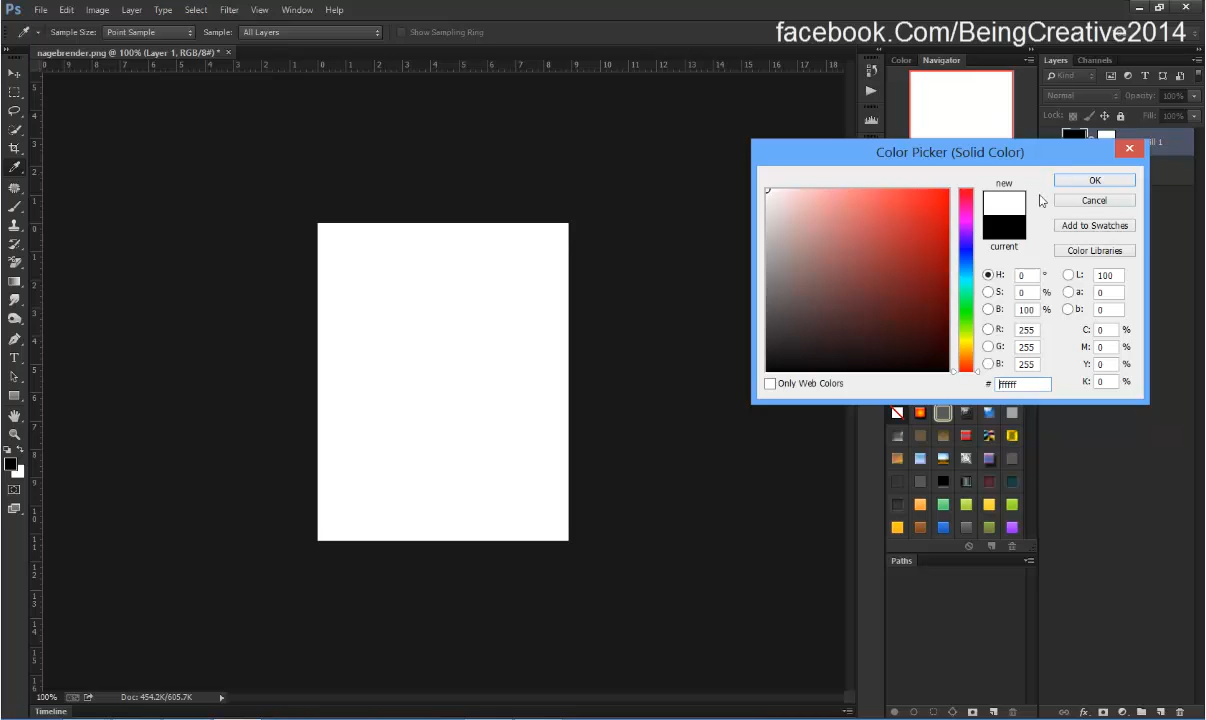 Ps File Edit Image Layer Type Select Filter View Window Help
Sample Size: Point Sample Sample: All Layers Show Sampling Ring
facebook.Com/BeingCreative2014
nagebrender.png @ 100% (Layer 1, RGB/8#) * ×
Color Navigator
Layers Channels
Kind
Normal Opacity: 100%
Lock: Fill: 100%
ill 1
Color Picker (Solid Color)
new
current
OK
Cancel
Add to Swatches
Color Libraries
H: 0 °
S: 0 %
B: 100 %
R: 255
G: 255
B: 255
L: 100
a: 0
b: 0
C: 0 %
M: 0 %
Y: 0 %
K: 0 %
Only Web Colors
# ffffff
Paths
100% Doc: 454.2K/605.7K
Timeline